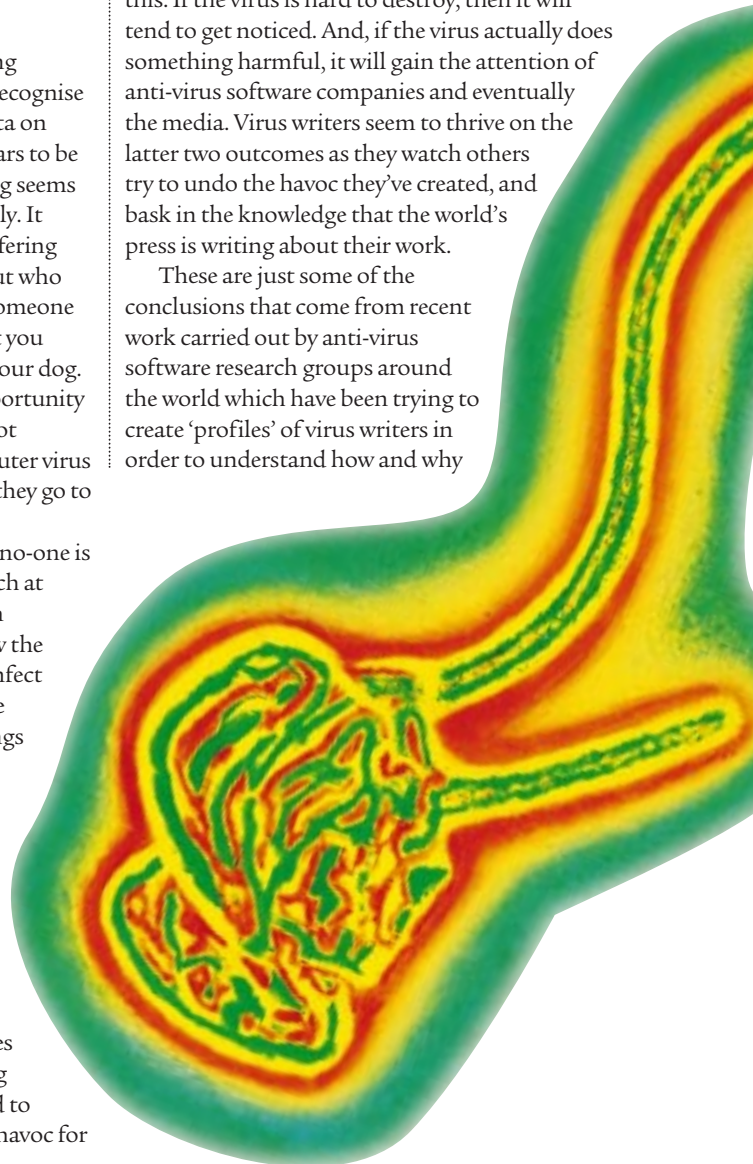 ng
ecognise
ta on
ars to be
g seems
ly. It
fering
ut who
omeone
t you
our dog.
portunity
ot
uter virus
they go to
no-one is
ch at
n
w the
nfect
e
ngs
es
g
d to
havoc for
this. If the virus is hard to destroy, then it will
tend to get noticed. And, if the virus actually does
something harmful, it will gain the attention of
anti-virus software companies and eventually
the media. Virus writers seem to thrive on the
latter two outcomes as they watch others
try to undo the havoc they’ve created, and
bask in the knowledge that the world’s
press is writing about their work.
These are just some of the
conclusions that come from recent
work carried out by anti-virus
software research groups around
the world which have been trying to
create ‘profiles’ of virus writers in
order to understand how and why